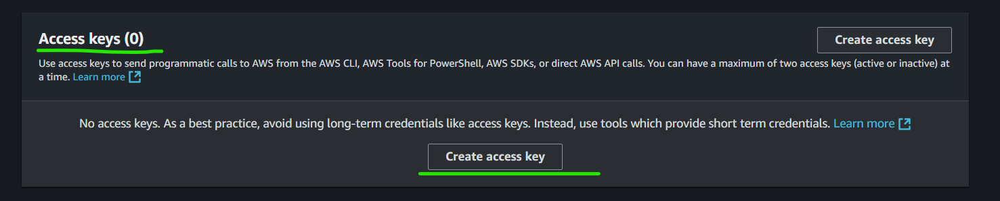 Access keys (0)
Create access key
Use access keys to send programmatic calls to AWS from the AWS CLI, AWS Tools for PowerShell, AWS SDKs, or direct AWS API calls. You can have a maximum of two access keys (active or inactive) at
a time. Learn more
No access keys. As a best practice, avoid using long-term credentials like access keys. Instead, use tools which provide short term credentials. Learn more
Create access key